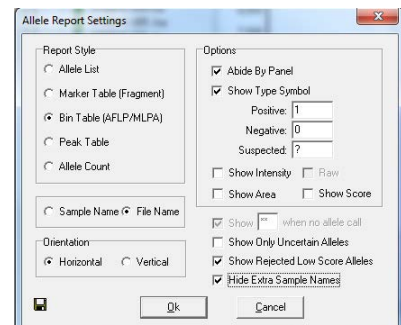 Allele Report Settings
Report Style
Allele List
Marker Table (Fragment)
Bin Table (AFLP/MLPA)
Peak Table
Allele Count
Sample Name File Name
Orientation
Horizontal Vertical
Options
Abide By Panel
Show Type Symbol
Positive: 1
Negative: 0
Suspected: ?
Show Intensity Raw
Show Area Show Score
Show "" when no allele call
Show Only Uncertain Alleles
Show Rejected Low Score Alleles
Hide Extra Sample Names
Ok Cancel